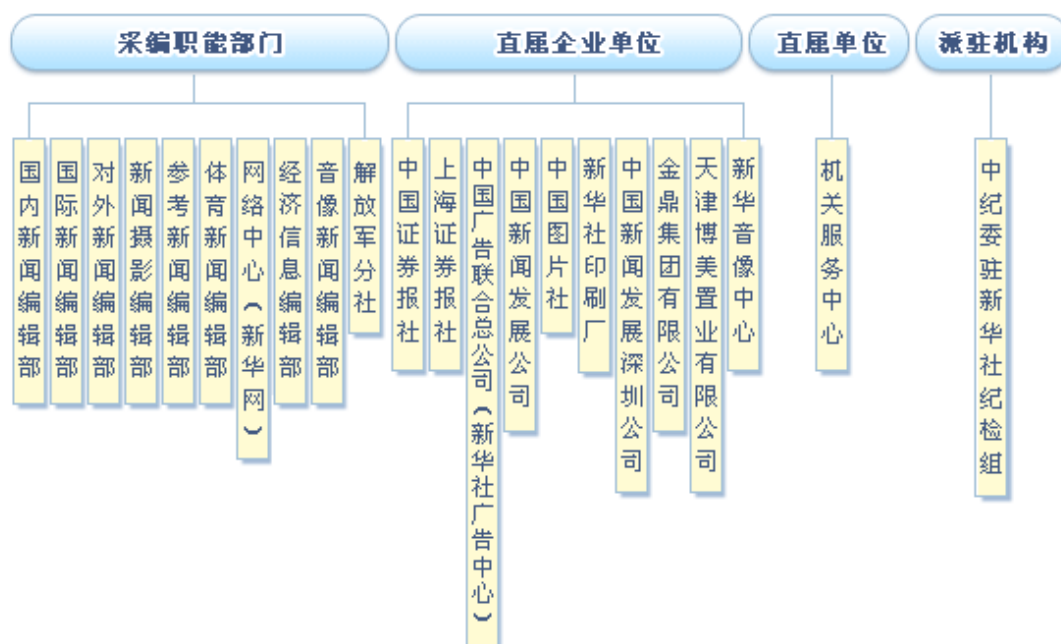 采编职能部门
直属企业单位
直属单位
派驻机构
国内新闻编辑部
国际新闻编辑部
对外新闻编辑部
新闻摄影编辑部
参考新闻编辑部
体育新闻编辑部
网络中心（新华网）
经济信息编辑部
音像新闻编辑部
解放军分社
中国证券报社
上海证券报社
中国广告联合总公司（新华社广告中心）
中国新闻发展公司
中国图片社
新华社印刷厂
中国新闻发展深圳公司
金鼎集团有限公司
天津博美置业有限公司
新华音像中心
机关服务中心
中纪委驻新华社纪检组